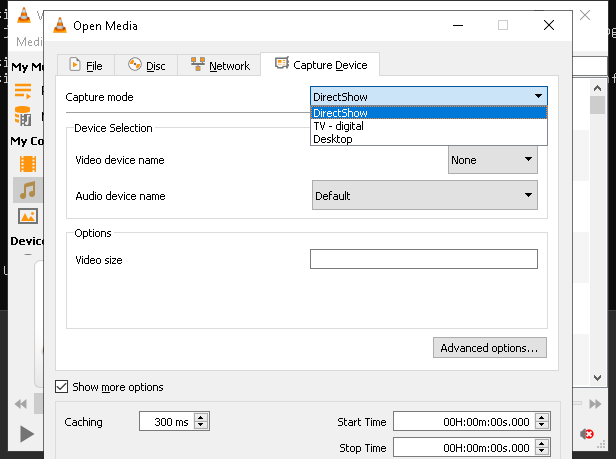 Open Media
Medi
File
Disc
Network
Capture Device
My M
Capture mode
DirectShow
DirectShow
TV - digital
Desktop
Device Selection
My Co
Video device name
None
Audio device name
Default
Device
Options
Video size
Advanced options...
Show more options
Caching
300 ms
Start Time
00H:00m:00s.000
Stop Time
00H:00m:00s.000